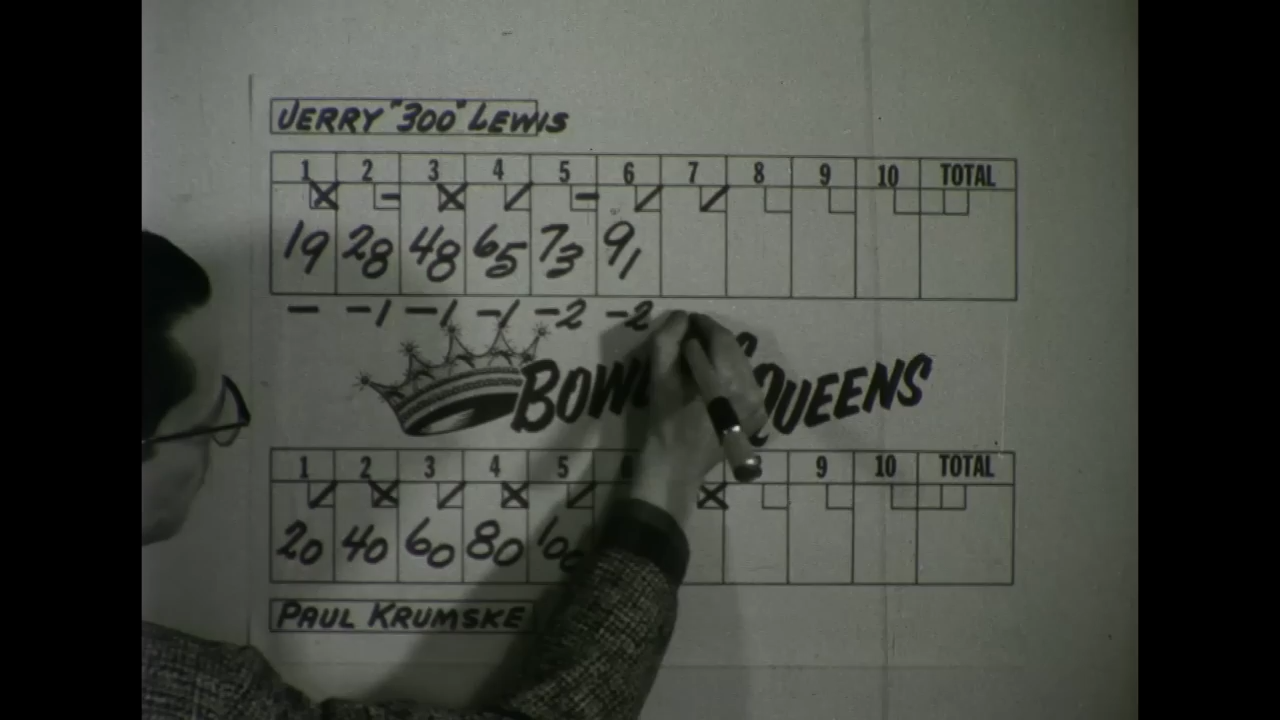 JERRY "300" LEWIS
1 2 3 4 5 6 7 8 9 10 TOTAL
X - X / - / /
19 28 48 65 73 91
- -1 -1 -1 -2 -2
QUEENS
1 2 3 4 5 9 10 TOTAL
/ X / X / X
20 40 60 80
PAUL KRUMSKE